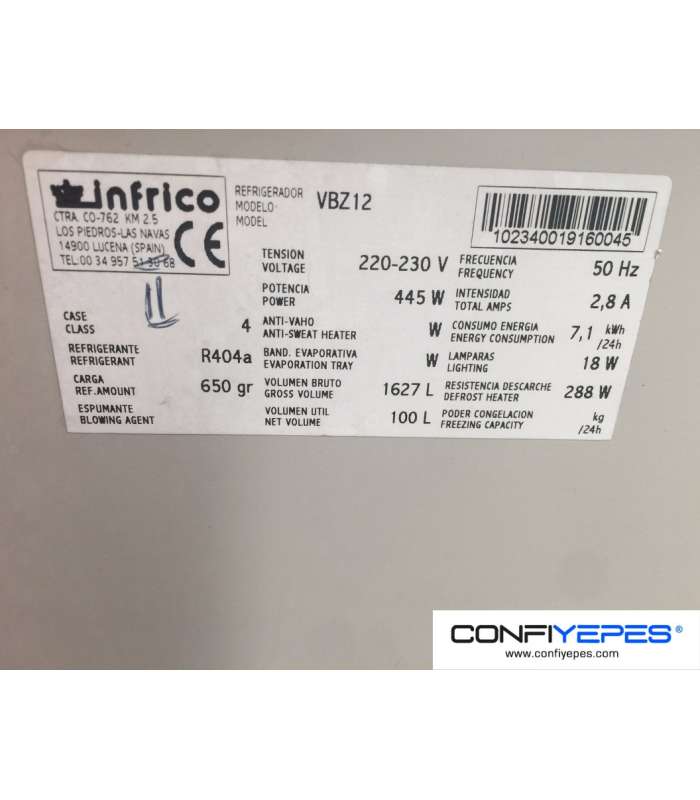 infrico
CTRA. CO-762 KM 2.5
LOS PIEDROS-LAS NAVAS
14900 LUCENA (SPAIN)
TEL.00 34 957 51 30 68
CE
REFRIGERADOR
MODELO
MODEL
VBZ12
102340019160045
TENSION
VOLTAGE
220-230 V
FRECUENCIA
FREQUENCY
50 Hz
POTENCIA
POWER
445 W
INTENSIDAD
TOTAL AMPS
2,8 A
CASE
CLASS
4
ANTI-VAHO
ANTI-SWEAT HEATER
W
CONSUMO ENERGIA
ENERGY CONSUMPTION
7,1 kWh
/24h
REFRIGERANTE
REFRIGERANT
R404a
BAND. EVAPORATIVA
EVAPORATION TRAY
W
LAMPARAS
LIGHTING
18 W
CARGA
REF.AMOUNT
650 gr
VOLUMEN BRUTO
GROSS VOLUME
1627 L
RESISTENCIA DESCARCHE
DEFROST HEATER
288 W
ESPUMANTE
BLOWING AGENT
VOLUMEN UTIL
NET VOLUME
100 L
PODER CONGELACION
FREEZING CAPACITY
kg
/24h
CONFIYEPES®
www.confiyepes.com